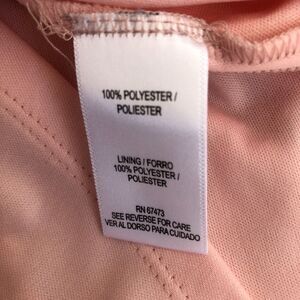 100% POLYESTER /
POLIESTER
LINING / FORRO
100% POLYESTER /
POLIESTER
RN 67473
SEE REVERSE FOR CARE
VER AL DORSO PARA CUIDADO